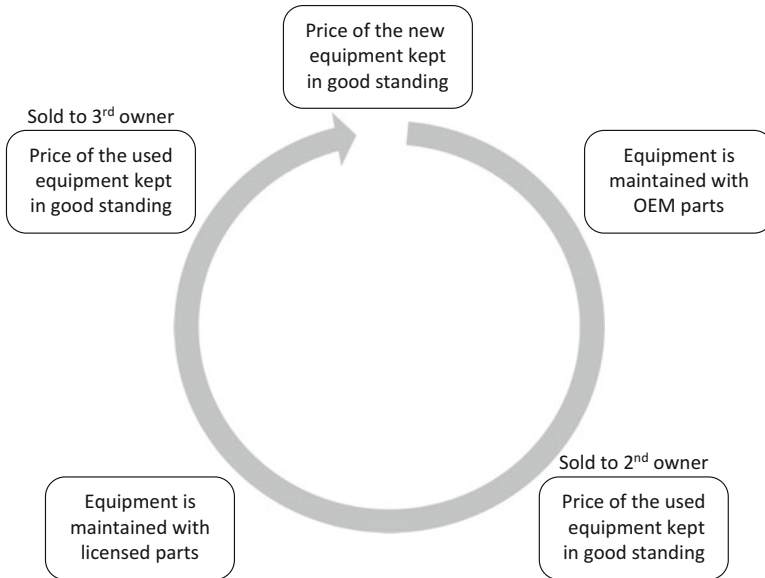 Price of the new
equipment kept
in good standing
Equipment is
maintained with
OEM parts
Sold to 2nd owner
Price of the used
equipment kept
in good standing
Equipment is
maintained with
licensed parts
Sold to 3rd owner
Price of the used
equipment kept
in good standing